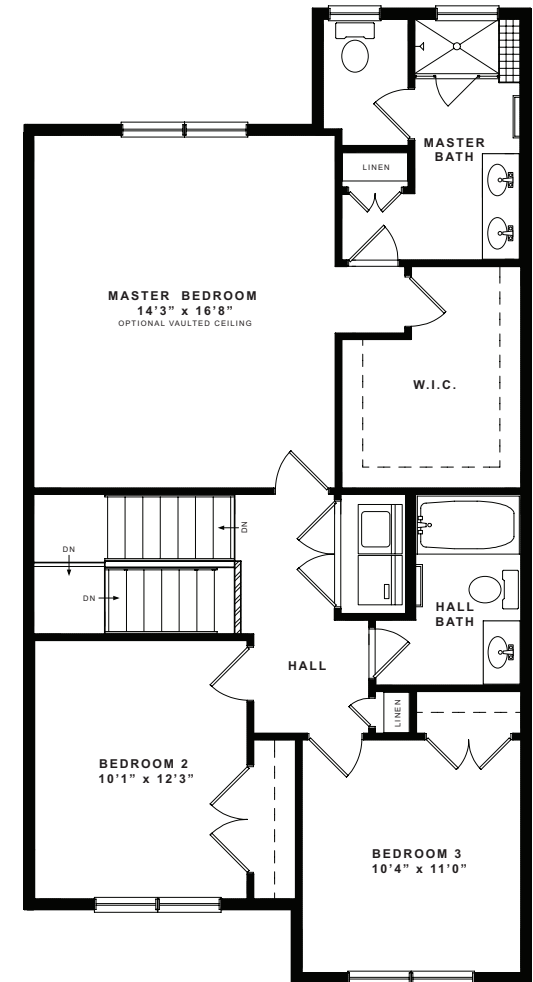 MASTER
BATH
LINEN
MASTER BEDROOM
14'3" x 16'8"
OPTIONAL VAULTED CEILING
W.I.C.
DN
DN
DN
HALL
BATH
HALL
LINEN
BEDROOM 2
10'1" x 12'3"
BEDROOM 3
10'4" x 11'0"